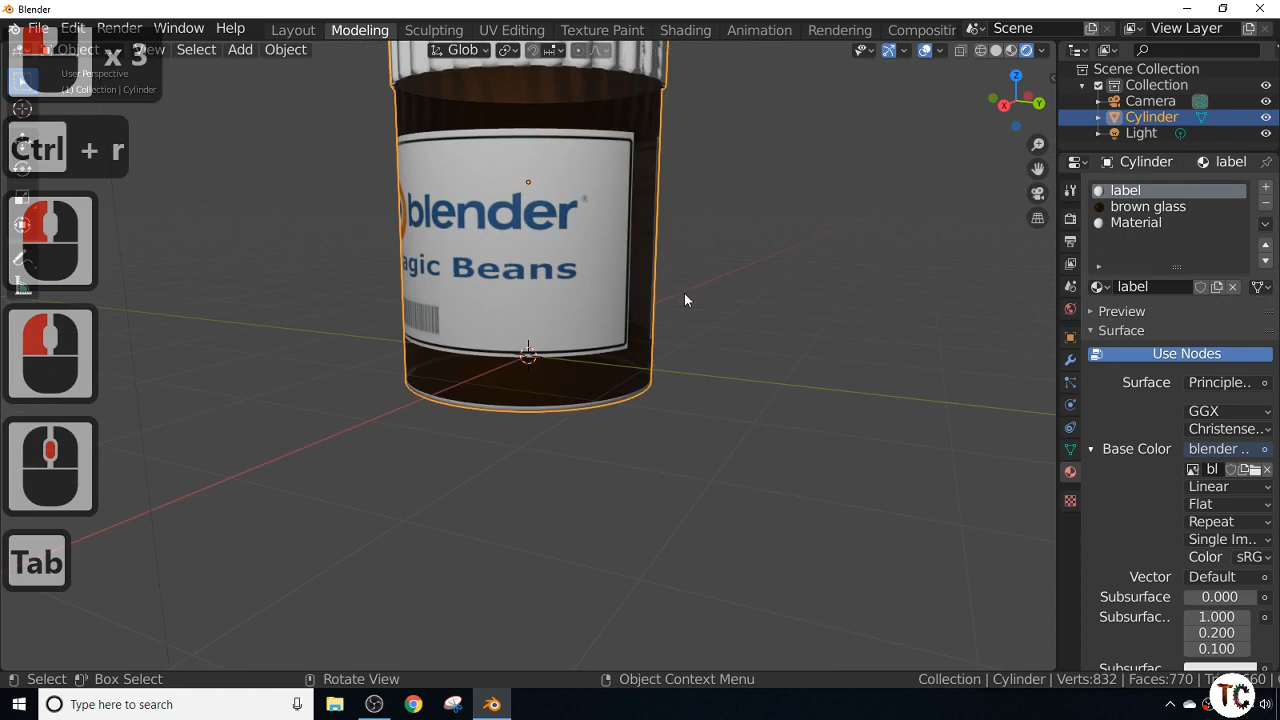 Blender
File Edit Render Window Help
Layout Modeling Sculpting UV Editing Texture Paint Shading Animation Rendering Compositin
Scene
View Layer
x 3
Object View Select Add Object
Glob
User Perspective
(1) Collection | Cylinder
Ctrl + r
Tab
blender®
agic Beans
X
Y
Z
Scene Collection
Collection
Camera
Cylinder
Light
Cylinder
label
label
brown glass
Material
label
Preview
Surface
Use Nodes
Surface Principle..
GGX
Christense..
Base Color blender ..
bl
Linear
Flat
Repeat
Single Im..
Color sRG
Vector Default
Subsurface 0.000
Subsurfac.. 1.000
0.200
0.100
Subsurfac..
Select Box Select Rotate View Object Context Menu
Collection | Cylinder | Verts:832 | Faces:770 |
Type here to search
TC